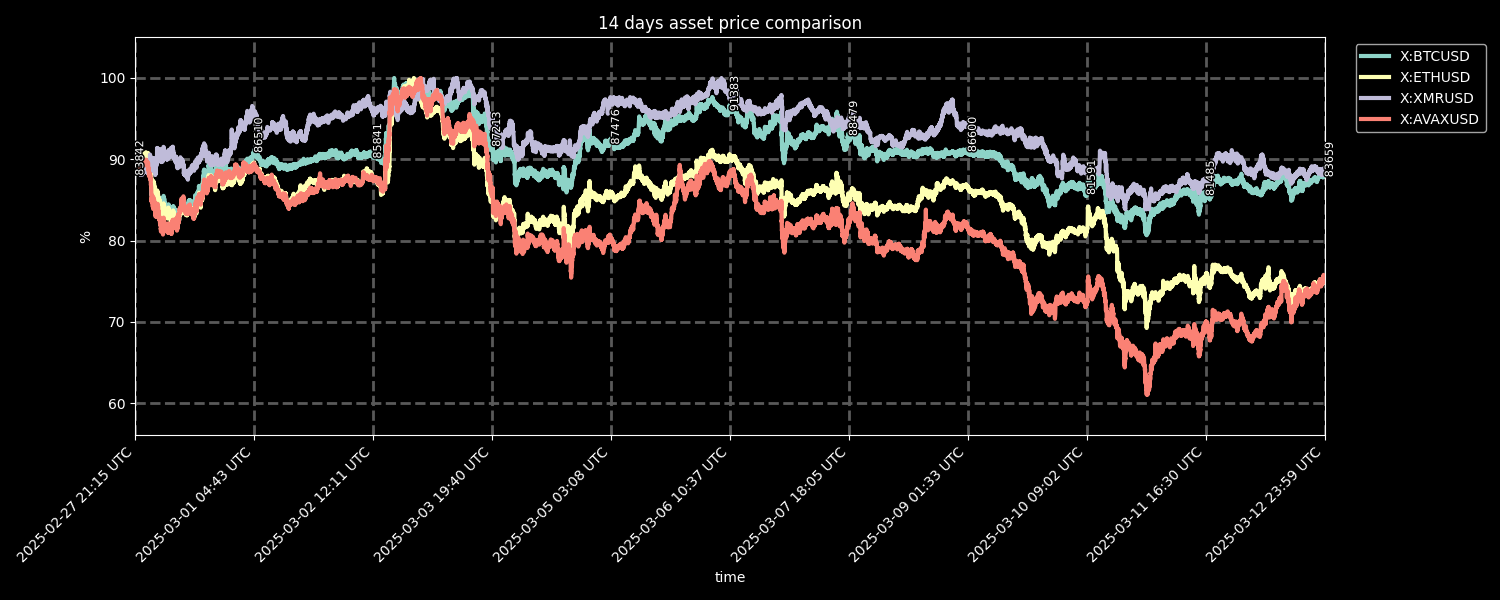 14 days asset price comparison
X:BTCUSD
X:ETHUSD
X:XMRUSD
X:AVAXUSD
%
100
90
80
70
60
83842
86510
85841
87213
87476
91383
88479
86600
81591
81485
83659
2025-02-27 21:15 UTC
2025-03-01 04:43 UTC
2025-03-02 12:11 UTC
2025-03-03 19:40 UTC
2025-03-05 03:08 UTC
2025-03-06 10:37 UTC
2025-03-07 18:05 UTC
2025-03-09 01:33 UTC
2025-03-10 09:02 UTC
2025-03-11 16:30 UTC
2025-03-12 23:59 UTC
time